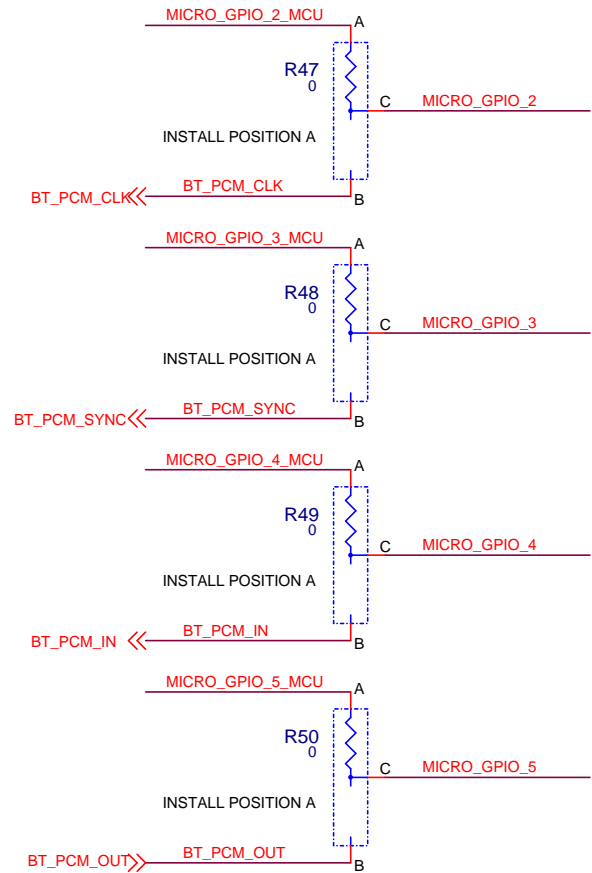 MICRO_GPIO_2_MCU
A
R47
0
C
MICRO_GPIO_2
INSTALL POSITION A
BT_PCM_CLK
BT_PCM_CLK
B
MICRO_GPIO_3_MCU
A
R48
0
C
MICRO_GPIO_3
INSTALL POSITION A
BT_PCM_SYNC
BT_PCM_SYNC
B
MICRO_GPIO_4_MCU
A
R49
0
C
MICRO_GPIO_4
INSTALL POSITION A
BT_PCM_IN
BT_PCM_IN
B
MICRO_GPIO_5_MCU
A
R50
0
C
MICRO_GPIO_5
INSTALL POSITION A
BT_PCM_OUT
BT_PCM_OUT
B